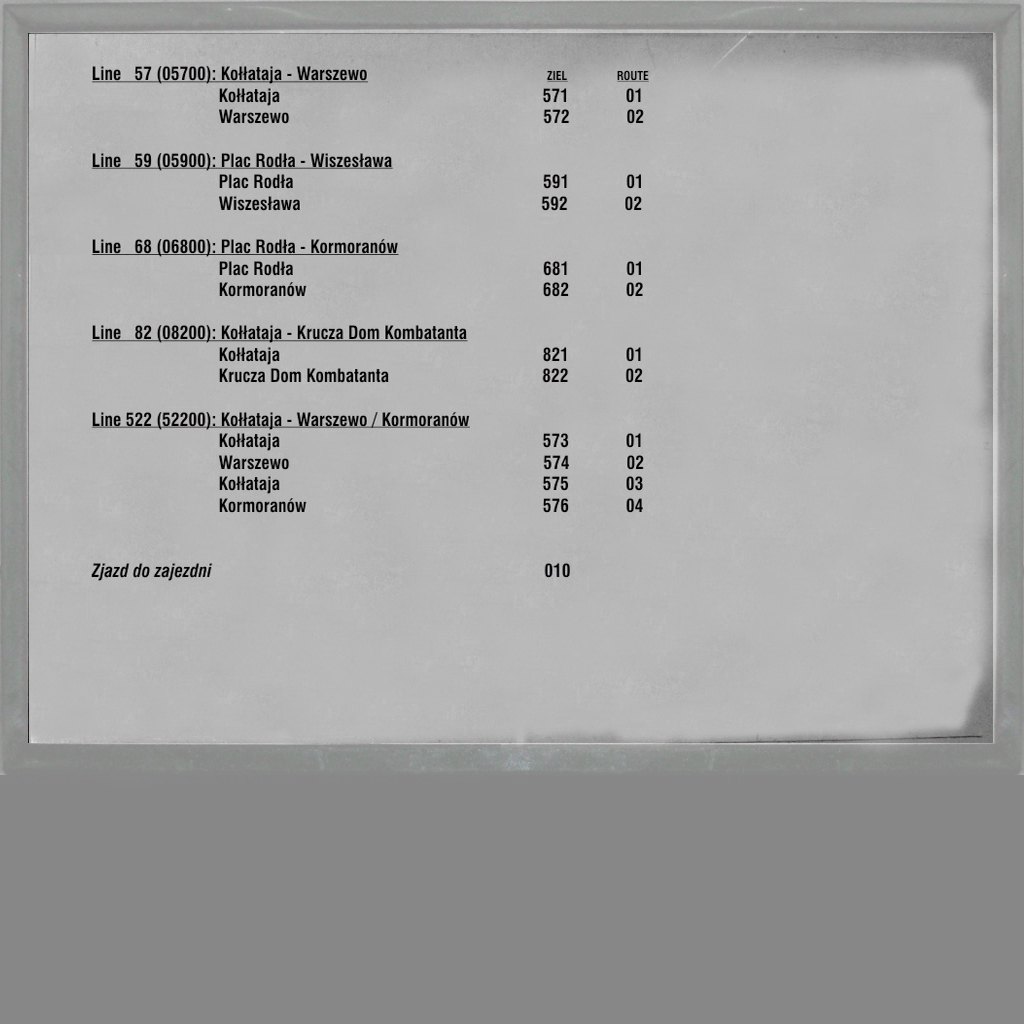 Line 57 (05700): Kołłataja - Warszewo ZIEL ROUTE
Kołłataja 571 01
Warszewo 572 02
Line 59 (05900): Plac Rodła - Wiszesława
Plac Rodła 591 01
Wiszesława 592 02
Line 68 (06800): Plac Rodła - Kormoranów
Plac Rodła 681 01
Kormoranów 682 02
Line 82 (08200): Kołłataja - Krucza Dom Kombatanta
Kołłataja 821 01
Krucza Dom Kombatanta 822 02
Line 522 (52200): Kołłataja - Warszewo / Kormoranów
Kołłataja 573 01
Warszewo 574 02
Kołłataja 575 03
Kormoranów 576 04
Zjazd do zajezdni 010